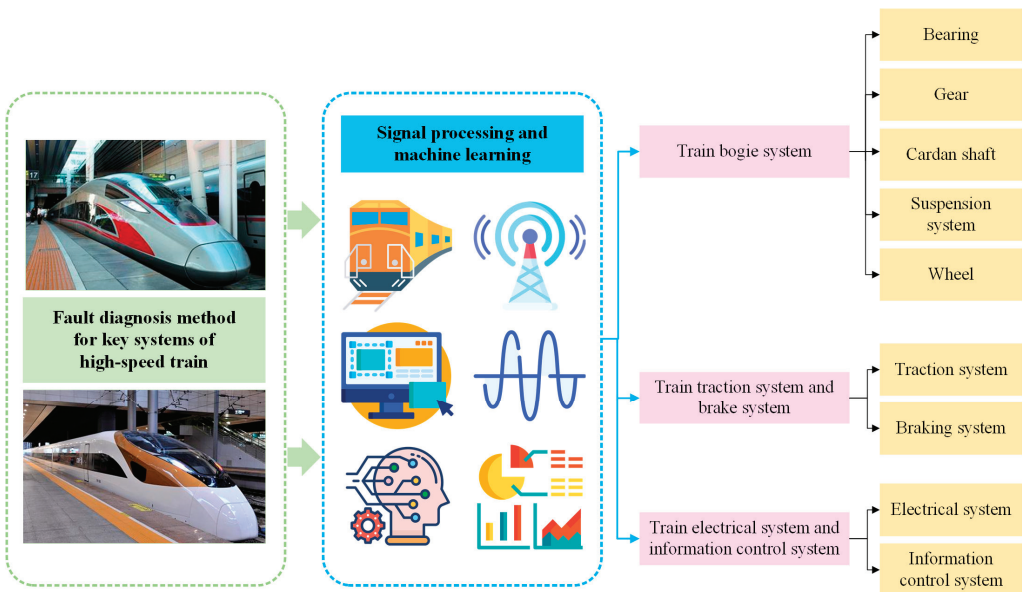 17
Fault diagnosis method
for key systems of
high-speed train
Signal processing and
machine learning
Train bogie system
Bearing
Gear
Cardan shaft
Suspension
system
Wheel
Train traction system and
brake system
Traction system
Braking system
Train electrical system and
information control system
Electrical system
Information
control system